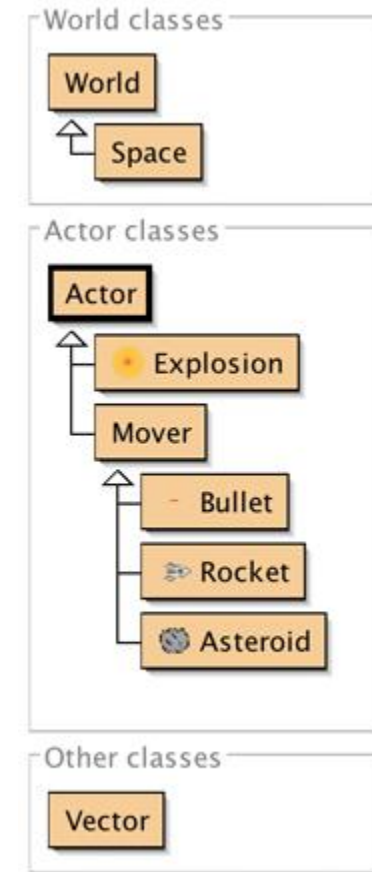 World classes
World
Space
Actor classes
Actor
Explosion
Mover
Bullet
Rocket
Asteroid
Other classes
Vector